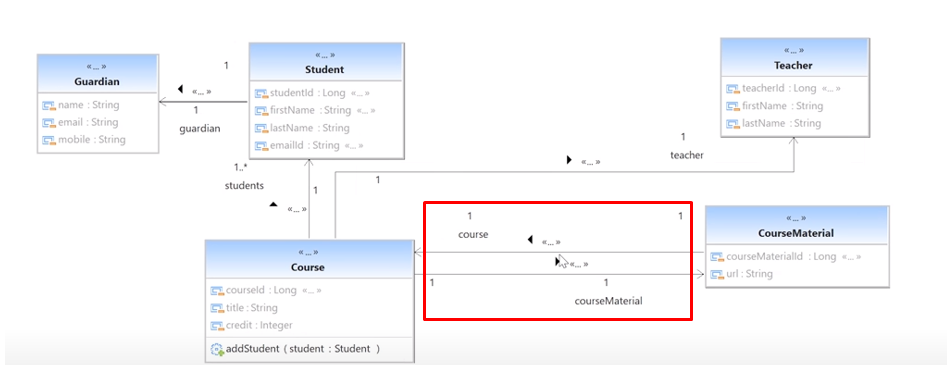 «...»
Guardian
name : String
email : String
mobile : String
1
«...»
1
guardian
«...»
Student
studentId : Long «...»
firstName : String «...»
lastName : String
emailId : String «...»
«...»
Teacher
teacherId : Long «...»
firstName : String
lastName : String
1..*
students
1
«...»
1
«...»
1
teacher
1
course
1
«...»
«...»
1
1
courseMaterial
«...»
CourseMaterial
courseMaterialId : Long «...»
url : String
«...»
Course
courseId : Long «...»
title : String
credit : Integer
addStudent ( student : Student )